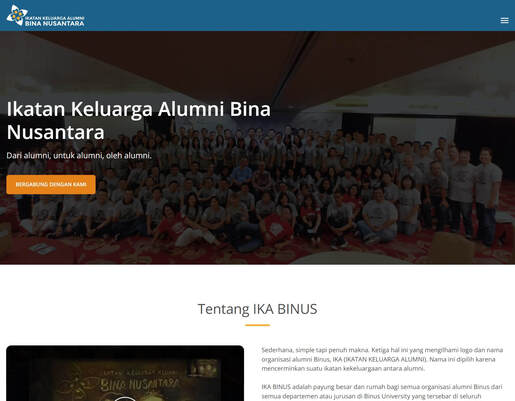 IKATAN KELUARGA ALUMNI
BINA NUSANTARA
Ikatan Keluarga Alumni Bina
Nusantara
Dari alumni, untuk alumni, oleh alumni.
BERGABUNG DENGAN KAMI
Tentang IKA BINUS
IKATAN KELUARGA ALUMNI
BINA NUSANTARA
Sederhana, simple tapi penuh makna. Ketiga hal ini yang mengilhami logo dan nama
organisasi alumni Binus, IKA (IKATAN KELUARGA ALUMNI). Nama ini dipilih karena
mencerminkan suatu ikatan kekeluargaan antara alumni.
IKA BINUS adalah payung besar dan rumah bagi semua organisasi alumni Binus dari
semua departemen atau jurusan di Binus University yang tersebar di seluruh